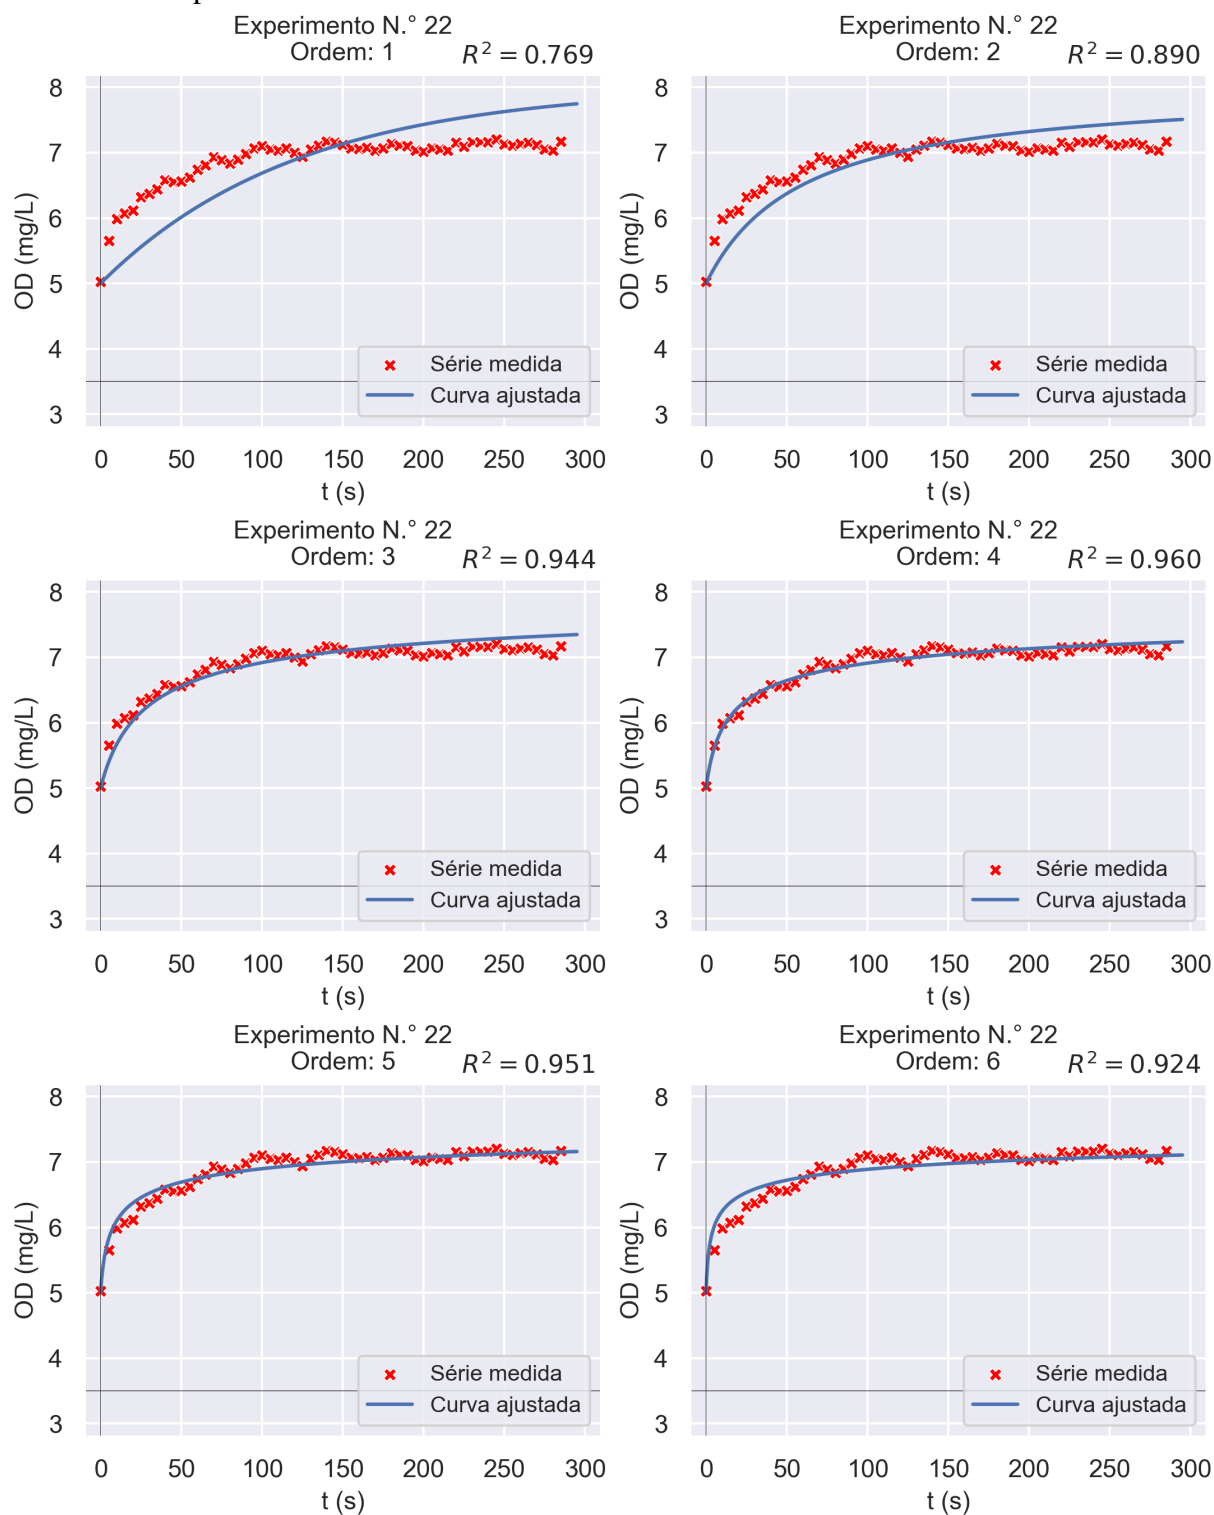 Experimento N.° 22
Ordem: 1 R² = 0.769
8
7
6
5
4
3
OD (mg/L)
Série medida
Curva ajustada
0 50 100 150 200 250 300
t (s)
Experimento N.° 22
Ordem: 2 R² = 0.890
8
7
6
5
4
3
OD (mg/L)
Série medida
Curva ajustada
0 50 100 150 200 250 300
t (s)
Experimento N.° 22
Ordem: 3 R² = 0.944
8
7
6
5
4
3
OD (mg/L)
Série medida
Curva ajustada
0 50 100 150 200 250 300
t (s)
Experimento N.° 22
Ordem: 4 R² = 0.960
8
7
6
5
4
3
OD (mg/L)
Série medida
Curva ajustada
0 50 100 150 200 250 300
t (s)
Experimento N.° 22
Ordem: 5 R² = 0.951
8
7
6
5
4
3
OD (mg/L)
Série medida
Curva ajustada
0 50 100 150 200 250 300
t (s)
Experimento N.° 22
Ordem: 6 R² = 0.924
8
7
6
5
4
3
OD (mg/L)
Série medida
Curva ajustada
0 50 100 150 200 250 300
t (s)